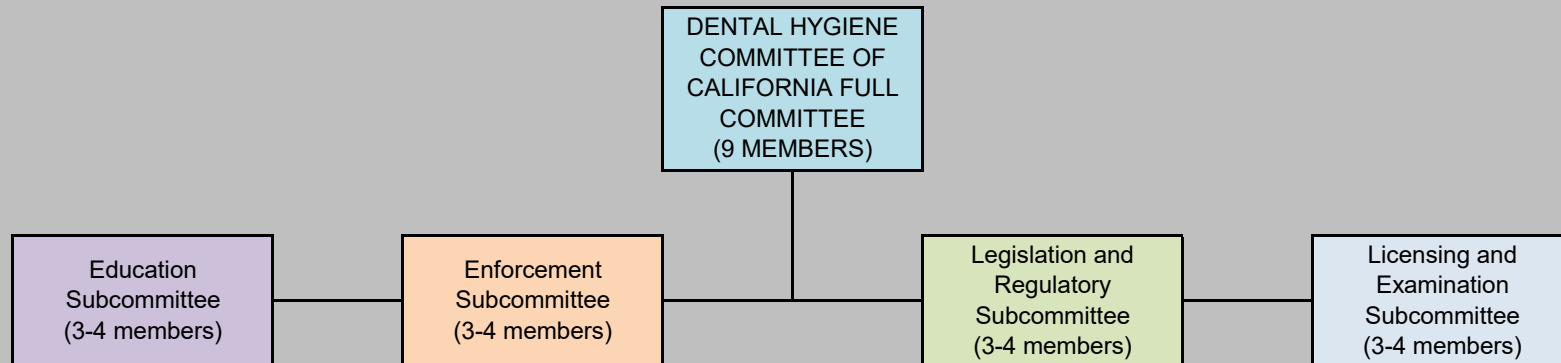 DENTAL HYGIENE
COMMITTEE OF
CALIFORNIA FULL
COMMITTEE
(9 MEMBERS)
Education
Subcommittee
(3-4 members)
Enforcement
Subcommittee
(3-4 members)
Legislation and
Regulatory
Subcommittee
(3-4 members)
Licensing and
Examination
Subcommittee
(3-4 members)